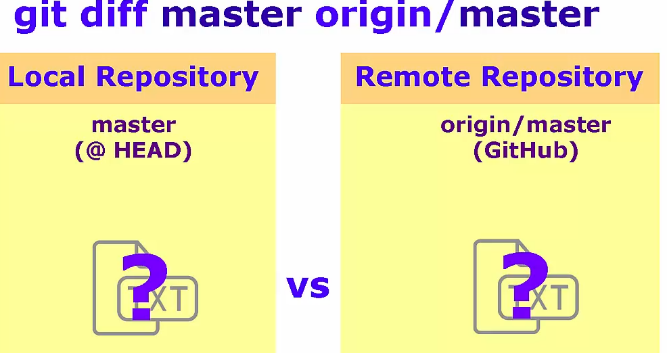 git diff master origin/master
Local Repository
Remote Repository
master
(@ HEAD)
origin/master
(GitHub)
?
TXT
vs
?
TXT